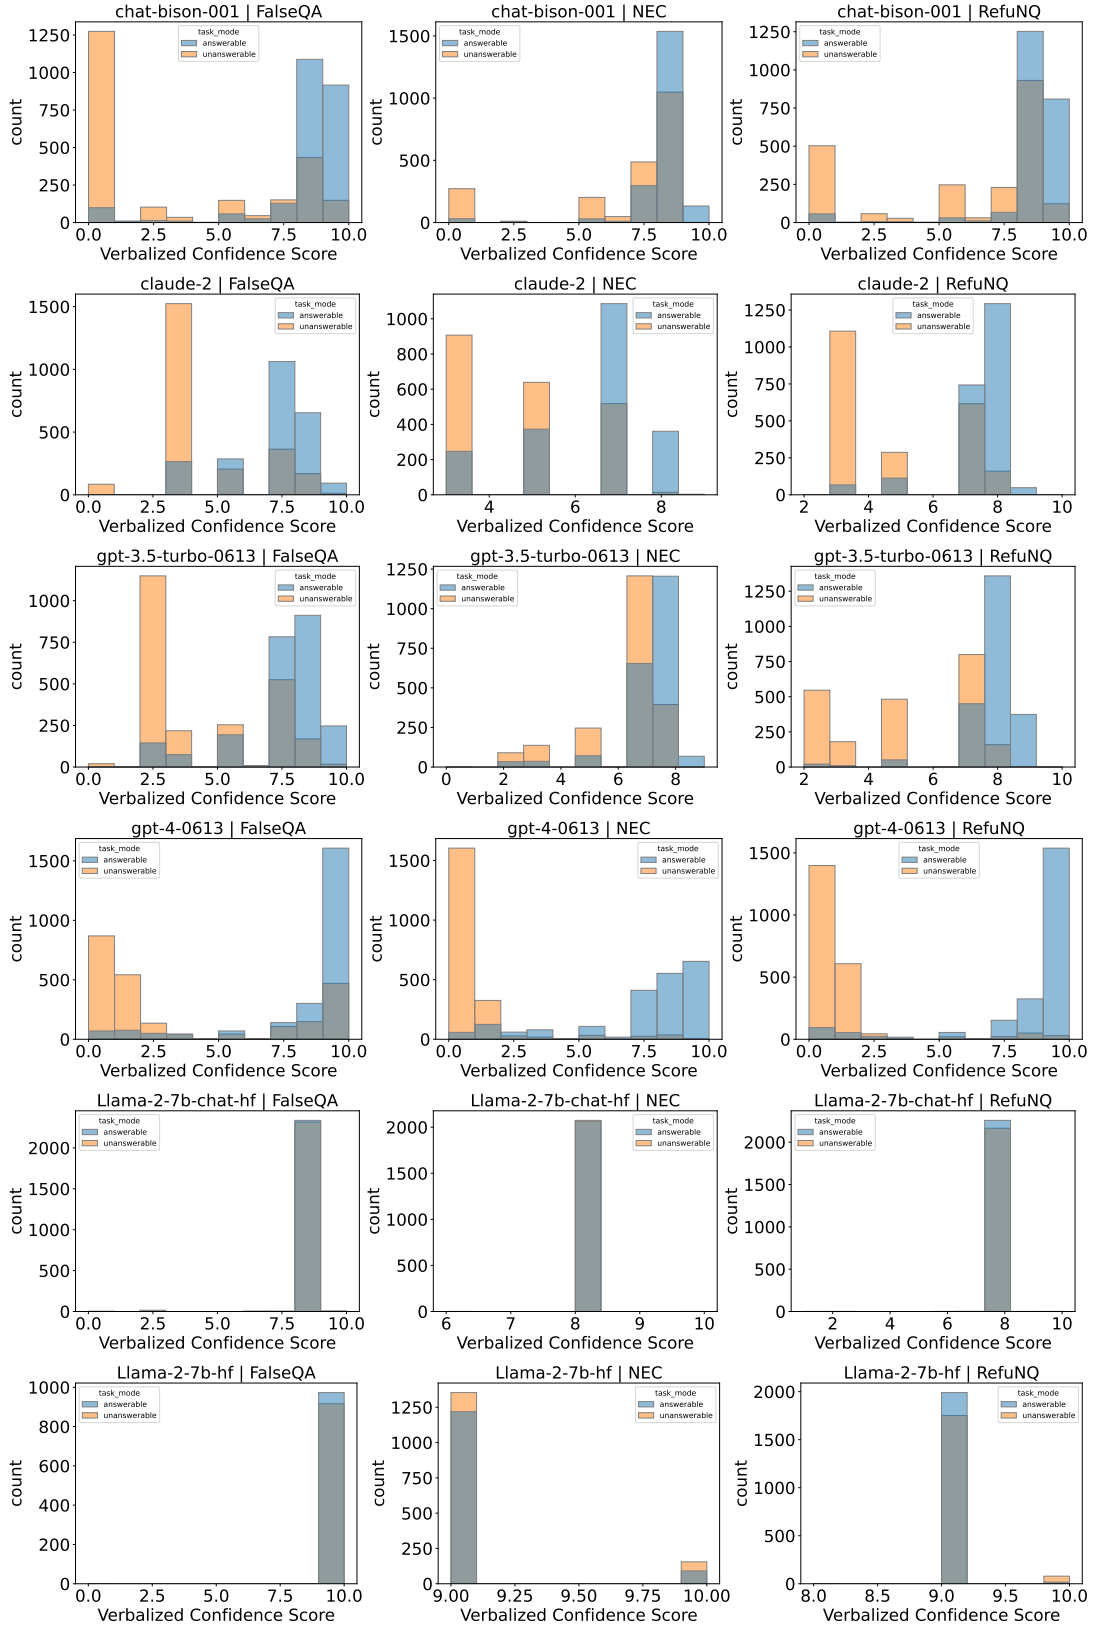 chat-bison-001 | FalseQA
task_mode
answerable
unanswerable
count
1250
1000
750
500
250
0
0.0 2.5 5.0 7.5 10.0
Verbalized Confidence Score
chat-bison-001 | NEC
task_mode
answerable
unanswerable
count
1500
1000
500
0
0.0 2.5 5.0 7.5 10.0
Verbalized Confidence Score
chat-bison-001 | RefuNQ
task_mode
answerable
unanswerable
count
1250
1000
750
500
250
0
0.0 2.5 5.0 7.5 10.0
Verbalized Confidence Score
claude-2 | FalseQA
task_mode
answerable
unanswerable
count
1500
1000
500
0
0.0 2.5 5.0 7.5 10.0
Verbalized Confidence Score
claude-2 | NEC
task_mode
answerable
unanswerable
count
1000
800
600
400
200
0
4 6 8
Verbalized Confidence Score
claude-2 | RefuNQ
task_mode
answerable
unanswerable
count
1250
1000
750
500
250
0
2 4 6 8 10
Verbalized Confidence Score
gpt-3.5-turbo-0613 | FalseQA
task_mode
answerable
unanswerable
count
1000
750
500
250
0
0.0 2.5 5.0 7.5 10.0
Verbalized Confidence Score
gpt-3.5-turbo-0613 | NEC
task_mode
answerable
unanswerable
count
1250
1000
750
500
250
0
0 2 4 6 8
Verbalized Confidence Score
gpt-3.5-turbo-0613 | RefuNQ
task_mode
answerable
unanswerable
count
1250
1000
750
500
250
0
2 4 6 8 10
Verbalized Confidence Score
gpt-4-0613 | FalseQA
task_mode
answerable
unanswerable
count
1500
1000
500
0
0.0 2.5 5.0 7.5 10.0
Verbalized Confidence Score
gpt-4-0613 | NEC
task_mode
answerable
unanswerable
count
1500
1250
1000
750
500
250
0
0.0 2.5 5.0 7.5 10.0
Verbalized Confidence Score
gpt-4-0613 | RefuNQ
task_mode
answerable
unanswerable
count
1500
1000
500
0
0.0 2.5 5.0 7.5 10.0
Verbalized Confidence Score
Llama-2-7b-chat-hf | FalseQA
task_mode
answerable
unanswerable
count
2000
1500
1000
500
0
0.0 2.5 5.0 7.5 10.0
Verbalized Confidence Score
Llama-2-7b-chat-hf | NEC
task_mode
answerable
unanswerable
count
2000
1500
1000
500
0
6 7 8 9 10
Verbalized Confidence Score
Llama-2-7b-chat-hf | RefuNQ
task_mode
answerable
unanswerable
count
2000
1500
1000
500
0
2 4 6 8 10
Verbalized Confidence Score
Llama-2-7b-hf | FalseQA
task_mode
answerable
unanswerable
count
1000
800
600
400
200
0
0.0 2.5 5.0 7.5 10.0
Verbalized Confidence Score
Llama-2-7b-hf | NEC
task_mode
answerable
unanswerable
count
1250
1000
750
500
250
0
9.00 9.25 9.50 9.75 10.00
Verbalized Confidence Score
Llama-2-7b-hf | RefuNQ
task_mode
answerable
unanswerable
count
2000
1500
1000
500
0
8.0 8.5 9.0 9.5 10.0
Verbalized Confidence Score